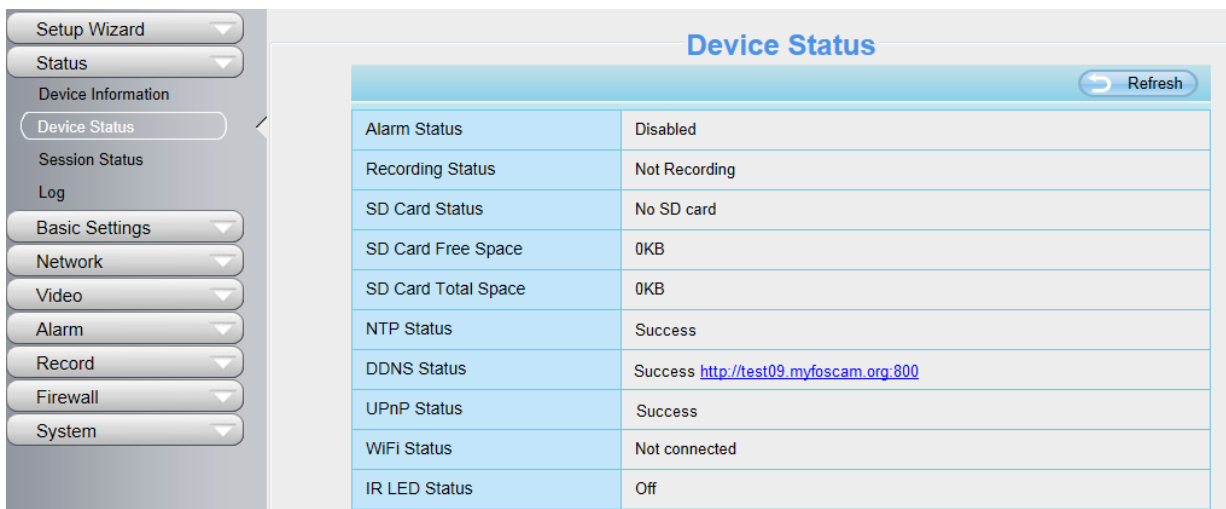 Setup Wizard
Status
Device Information
Device Status
Session Status
Log
Basic Settings
Network
Video
Alarm
Record
Firewall
System
Device Status
Refresh
Alarm Status Disabled
Recording Status Not Recording
SD Card Status No SD card
SD Card Free Space 0KB
SD Card Total Space 0KB
NTP Status Success
DDNS Status Success http://test09.myfoscam.org:800
UPnP Status Success
WiFi Status Not connected
IR LED Status Off